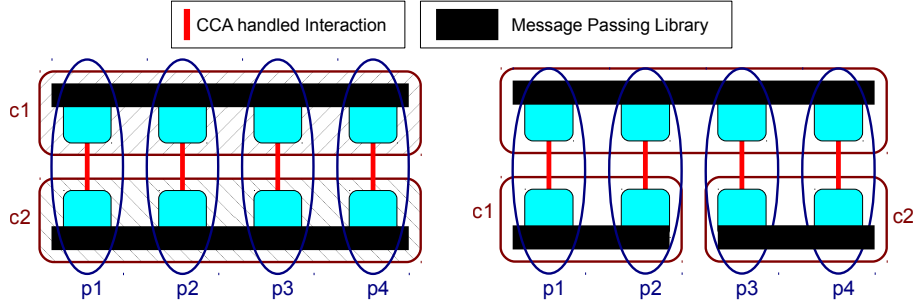 CCA handled Interaction
Message Passing Library
c1
c2
p1 p2 p3 p4
c1
c2
p1 p2 p3 p4